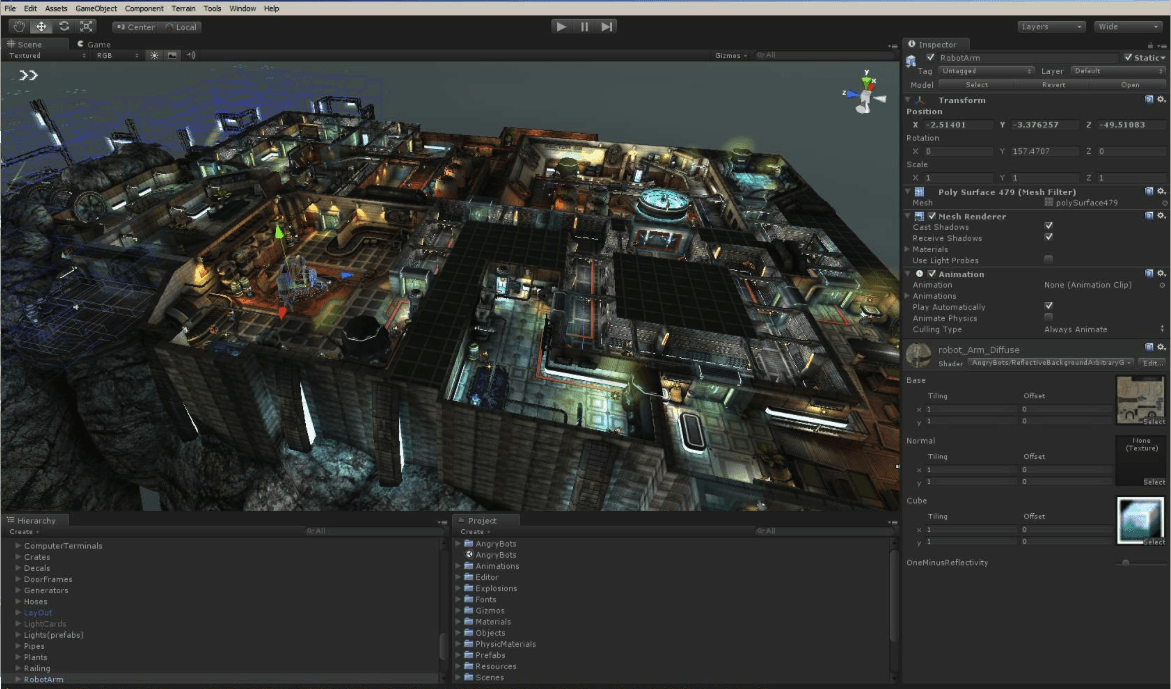 File Edit Assets GameObject Component Terrain Tools Window Help
Center Local
Layers Wide
Scene Game
Textured RGB Gizmos All
y
x
z
Inspector
RobotArm Static
Tag Untagged Layer Default
Model Select Revert Open
Transform
Position
X -2.51401 Y -3.376257 Z -49.51083
Rotation
X 0 Y 157.4707 Z 0
Scale
X 1 Y 1 Z 1
Poly Surface 479 (Mesh Filter)
Mesh polySurface479
Mesh Renderer
Cast Shadows
Receive Shadows
Materials
Use Light Probes
Animation
Animation None (Animation Clip)
Animations
Play Automatically
Animate Physics
Culling Type Always Animate
robot_Arm_Diffuse
Shader AngryBots/ReflectiveBackgroundArbitraryG Edit...
Base
Tiling Offset
x 1 0
y 1 0
Select
Normal
Tiling Offset
x 1 0
y 1 0
None
(Texture)
Select
Cube
Tiling Offset
x 1 0
y 1 0
Select
OneMinusReflectivity
Hierarchy
Create All
ComputerTerminals
Crates
Decals
DoorFrames
Generators
Hoses
LayOut
LightCards
Lights(prefabs)
Pipes
Plants
Railing
RobotArm
Project
Create All
AngryBots
AngryBots
Animations
Editor
Explosions
Fonts
Gizmos
Materials
Objects
PhysicMaterials
Prefabs
Resources
Scenes